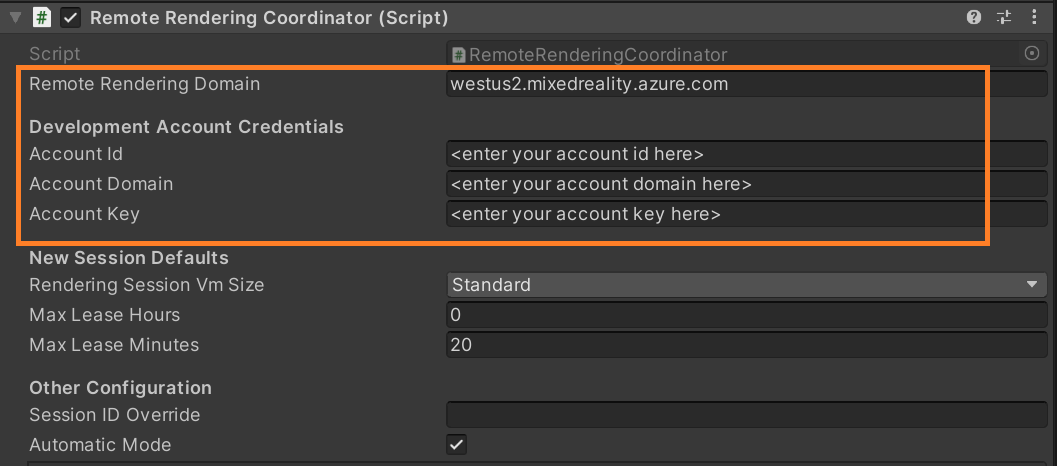 Remote Rendering Coordinator (Script)
Script RemoteRenderingCoordinator
Remote Rendering Domain westus2.mixedreality.azure.com
Development Account Credentials
Account Id <enter your account id here>
Account Domain <enter your account domain here>
Account Key <enter your account key here>
New Session Defaults
Rendering Session Vm Size Standard
Max Lease Hours 0
Max Lease Minutes 20
Other Configuration
Session ID Override
Automatic Mode